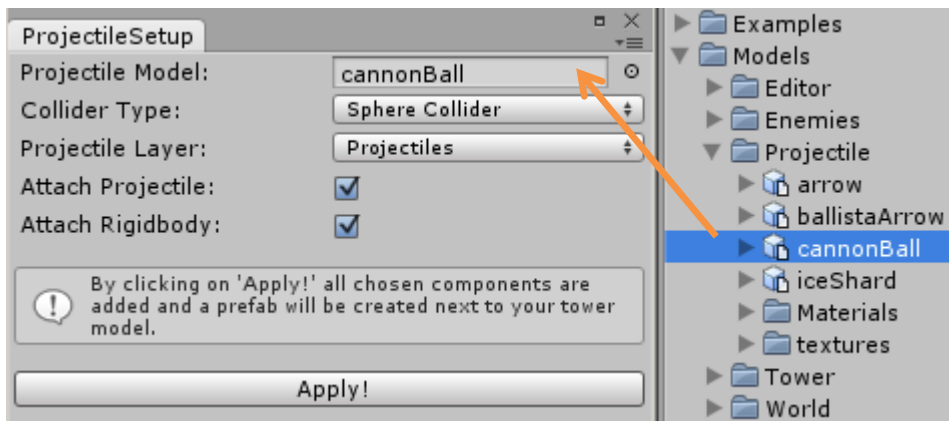 ProjectileSetup
Projectile Model: cannonBall
Collider Type: Sphere Collider
Projectile Layer: Projectiles
Attach Projectile:
Attach Rigidbody:
By clicking on 'Apply!' all chosen components are
added and a prefab will be created next to your tower
model.
Apply!
Examples
Models
Editor
Enemies
Projectile
arrow
ballistaArrow
cannonBall
iceShard
Materials
textures
Tower
World